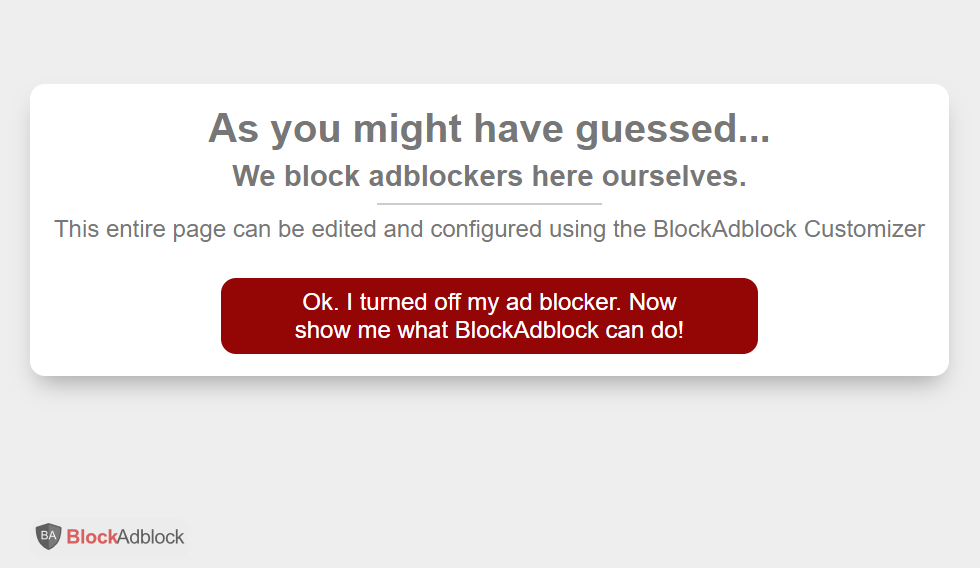 As you might have guessed...
We block adblockers here ourselves.
This entire page can be edited and configured using the BlockAdblock Customizer
Ok. I turned off my ad blocker. Now
show me what BlockAdblock can do!
BA BlockAdblock